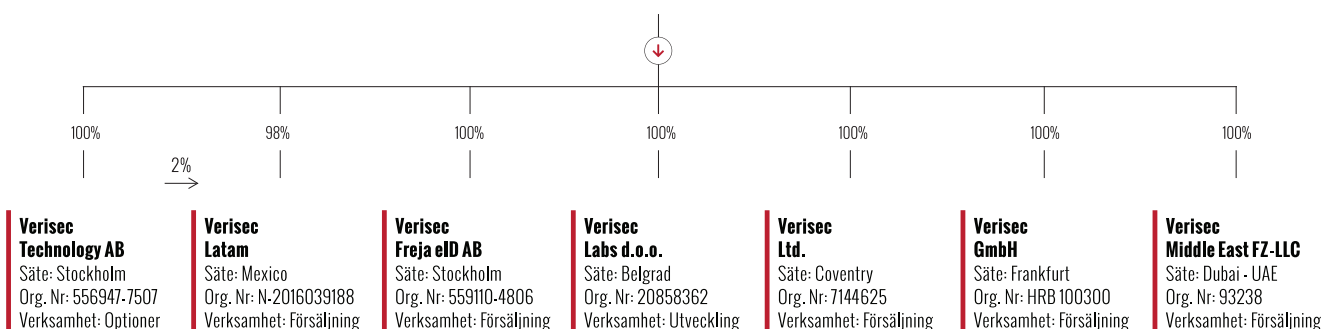 100%
98%
100%
100%
100%
100%
100%
2%
Verisec
Technology AB
Säte: Stockholm
Org. Nr: 556947-7507
Verksamhet: Optioner
Verisec
Latam
Säte: Mexico
Org. Nr: N-2016039188
Verksamhet: Försäljning
Verisec
Freja eID AB
Säte: Stockholm
Org. Nr: 559110-4806
Verksamhet: Försäljning
Verisec
Labs d.o.o.
Säte: Belgrad
Org. Nr: 20858362
Verksamhet: Utveckling
Verisec
Ltd.
Säte: Coventry
Org. Nr: 7144625
Verksamhet: Försäljning
Verisec
GmbH
Säte: Frankfurt
Org. Nr: HRB 100300
Verksamhet: Försäljning
Verisec
Middle East FZ-LLC
Säte: Dubai - UAE
Org. Nr: 93238
Verksamhet: Försäljning